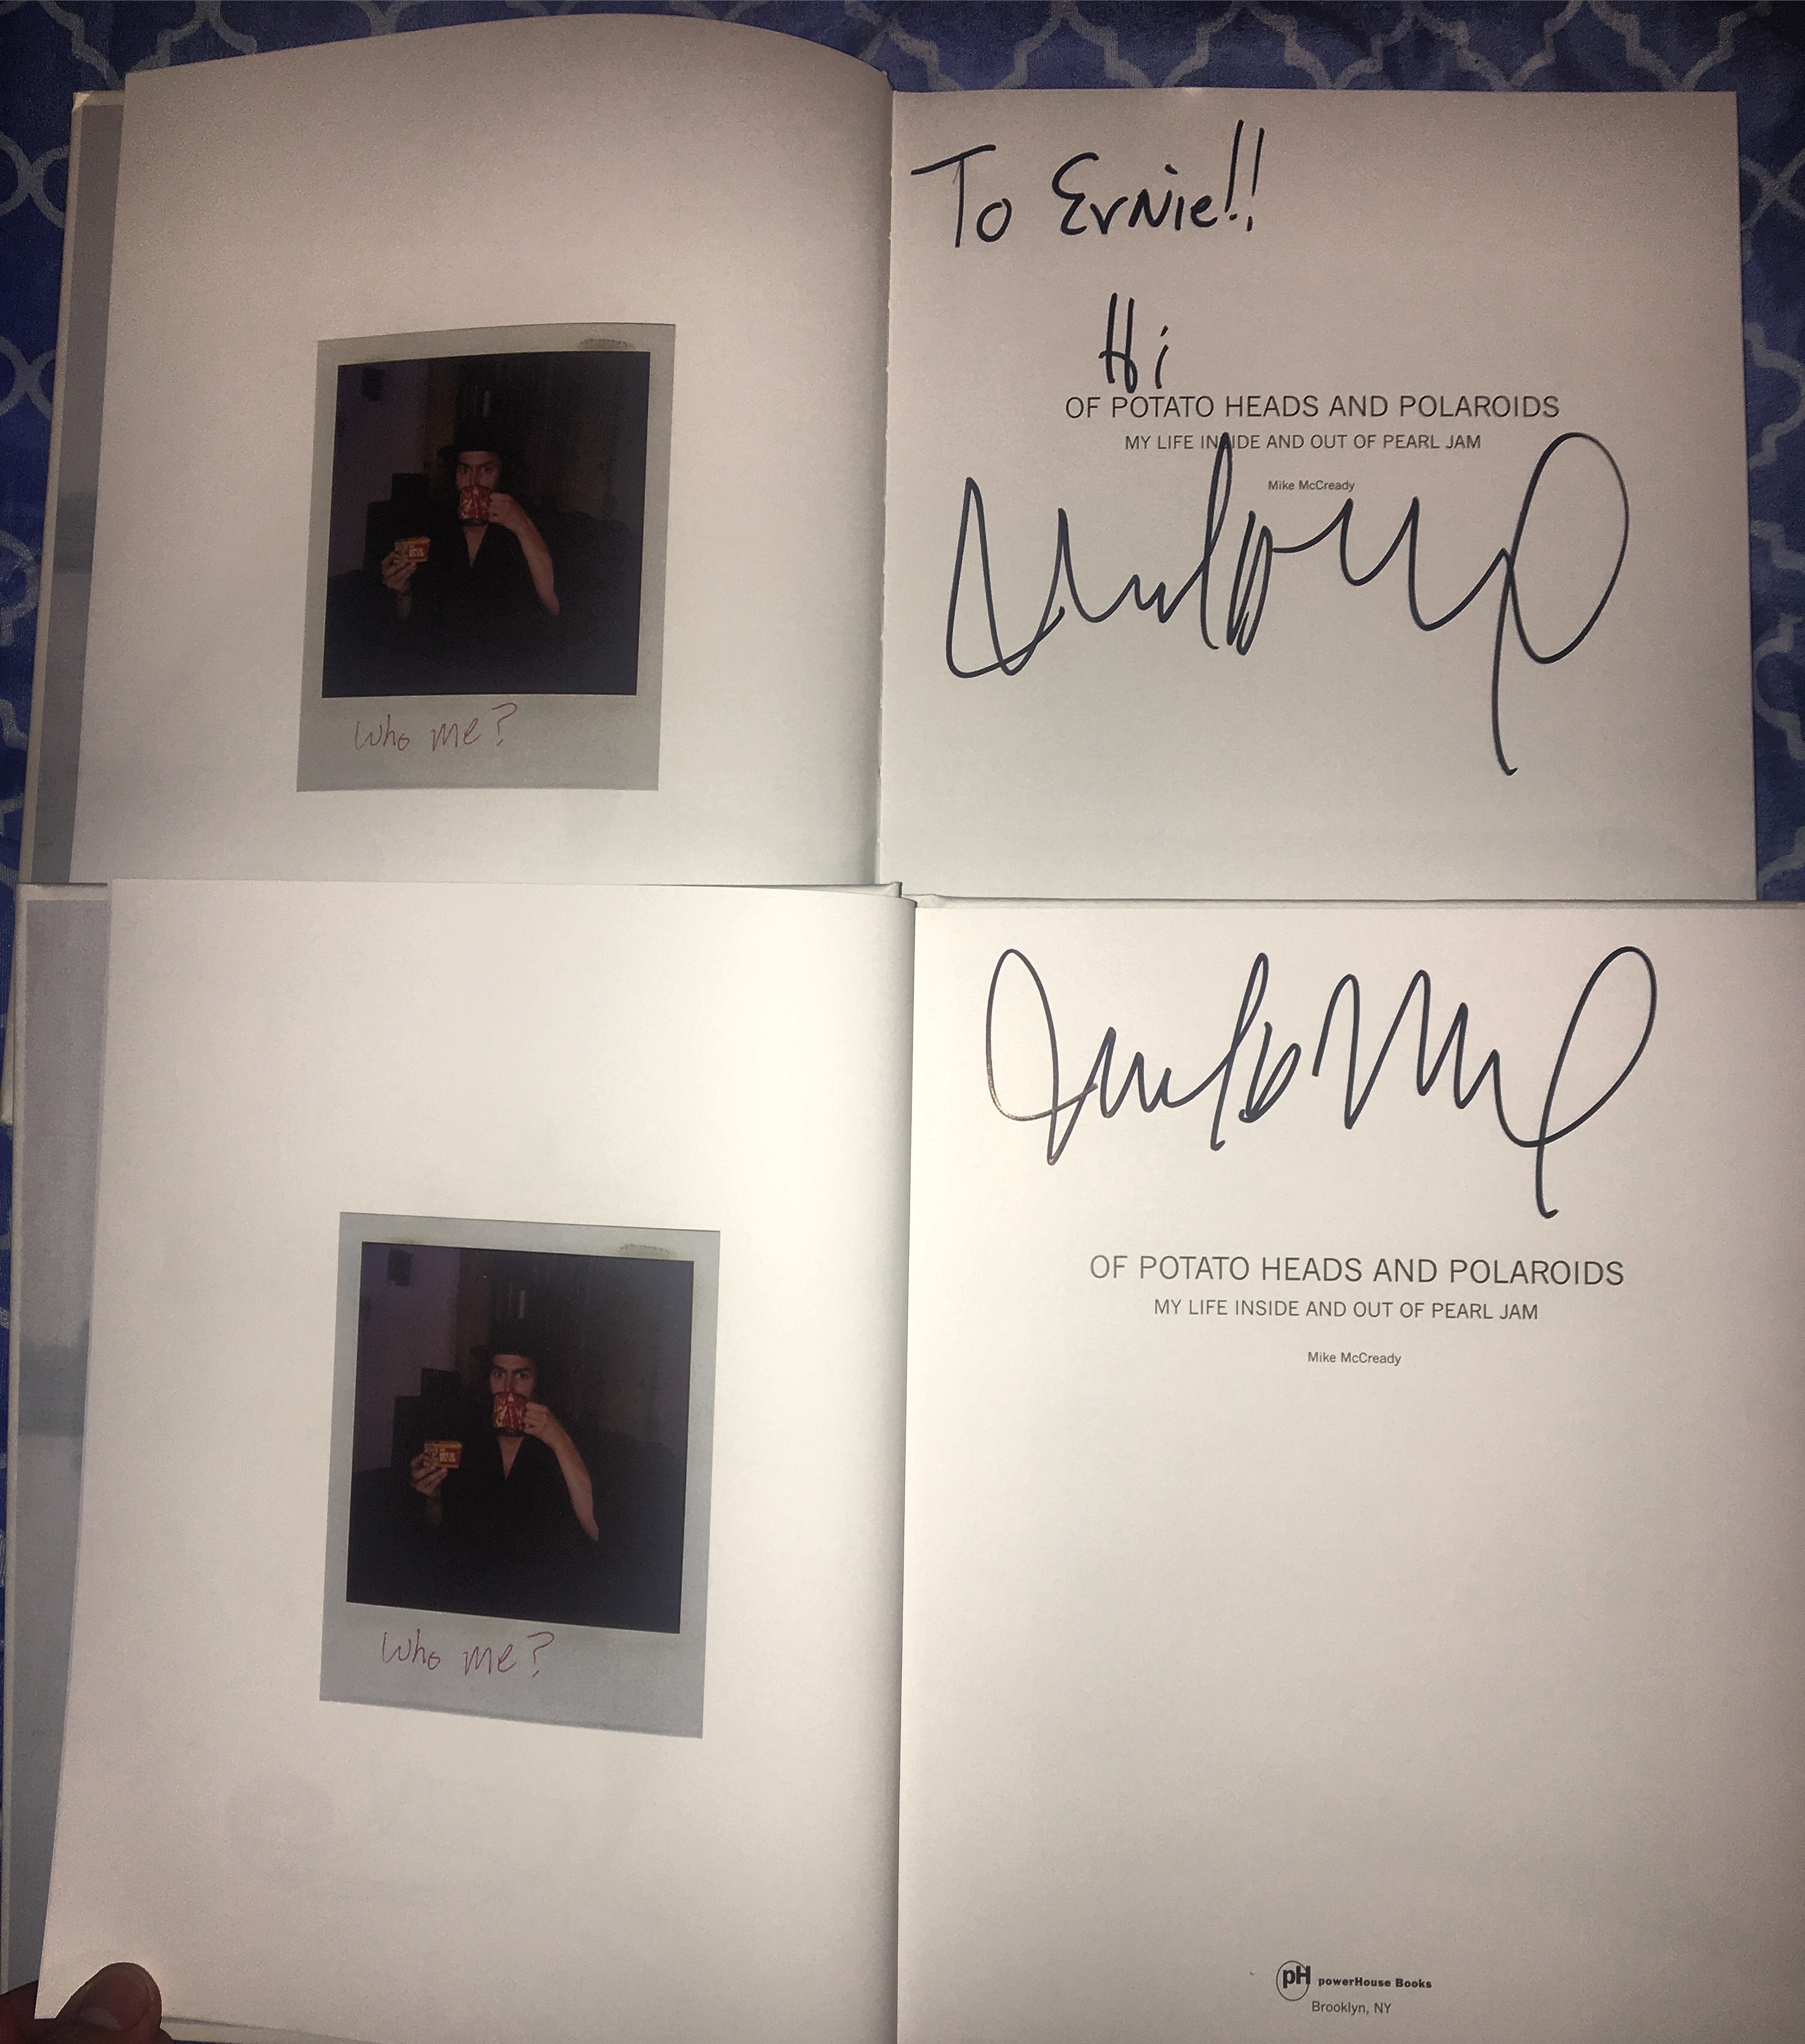 To Ernie!!
Hi
OF POTATO HEADS AND POLAROIDS
MY LIFE INSIDE AND OUT OF PEARL JAM
Mike McCready
Who me?
OF POTATO HEADS AND POLAROIDS
MY LIFE INSIDE AND OUT OF PEARL JAM
Mike McCready
Who me?
pH powerHouse Books
Brooklyn, NY